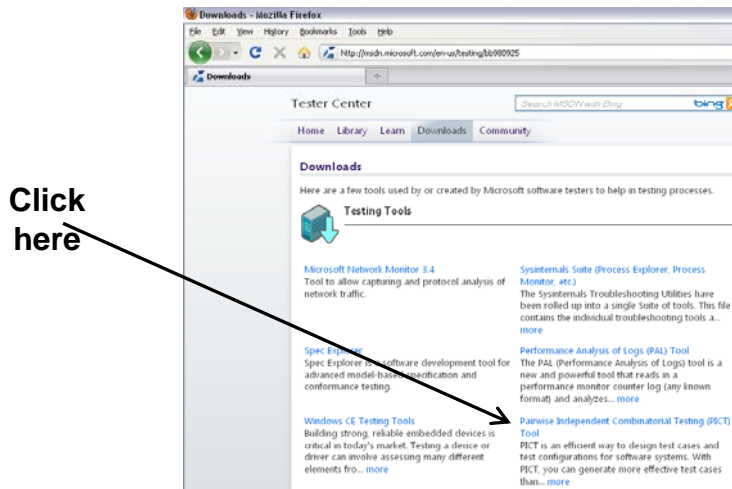 Downloads - Mozilla Firefox
File Edit View History Bookmarks Tools Help
http://msdn.microsoft.com/en-us/testing/bb980925
Downloads
Tester Center
Search MSDN with Bing
bing
Home Library Learn Downloads Community
Downloads
Here are a few tools used by or created by Microsoft software testers to help in testing processes.
Testing Tools
Click
here
Microsoft Network Monitor 3.4
Tool to allow capturing and protocol analysis of
network traffic.
Sysinternals Suite (Process Explorer, Process
Monitor, etc.)
The Sysinternals Troubleshooting Utilities have
been rolled up into a single Suite of tools. This file
contains the individual troubleshooting tools a...
more
Spec Explorer
Spec Explorer is a software development tool for
advanced model-based specification and
conformance testing.
Performance Analysis of Logs (PAL) Tool
The PAL (Performance Analysis of Logs) tool is a
new and powerful tool that reads in a
performance monitor counter log (any known
format) and analyzes... more
Windows CE Testing Tools
Building strong, reliable embedded devices is
critical in today's market. Testing a device or
driver can involve assessing many different
elements fro... more
Pairwise Independent Combinatorial Testing (PICT)
Tool
PICT is an efficient way to design test cases and
test configurations for software systems. With
PICT, you can generate more effective test cases
than... more